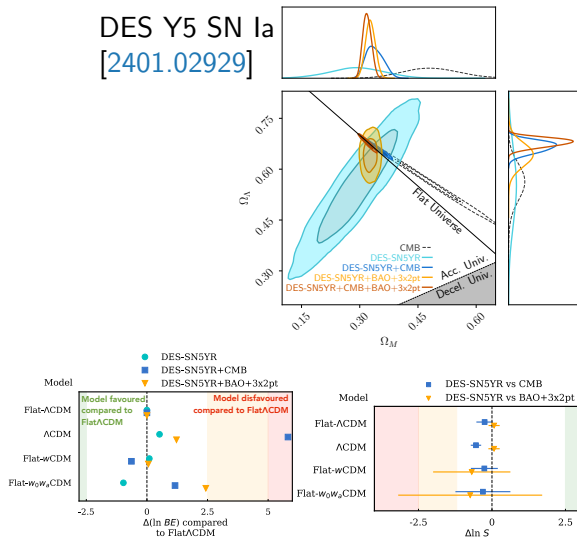 DES Y5 SN Ia
[2401.02929]
0.75
0.60
0.45
0.30
Ω_Λ
Flat Universe
CMB
DES-SN5YR
DES-SN5YR+CMB
DES-SN5YR+BAO+3x2pt
DES-SN5YR+CMB+BAO+3x2pt
Acc. Univ.
Decel. Univ.
0.15 0.30 0.45 0.60
Ω_M
DES-SN5YR
DES-SN5YR+CMB
DES-SN5YR+BAO+3x2pt
Model
Model favoured
compared to
FlatΛCDM
Model disfavoured
compared to FlatΛCDM
Flat-ΛCDM
ΛCDM
Flat-wCDM
Flat-w₀wₐCDM
-2.5 0 2.5 5
Δ(ln BE) compared
to FlatΛCDM
DES-SN5YR vs CMB
DES-SN5YR vs BAO+3x2pt
Model
Flat-ΛCDM
ΛCDM
Flat-wCDM
Flat-w₀w₀CDM
-2.5 0 2.5
Δln S